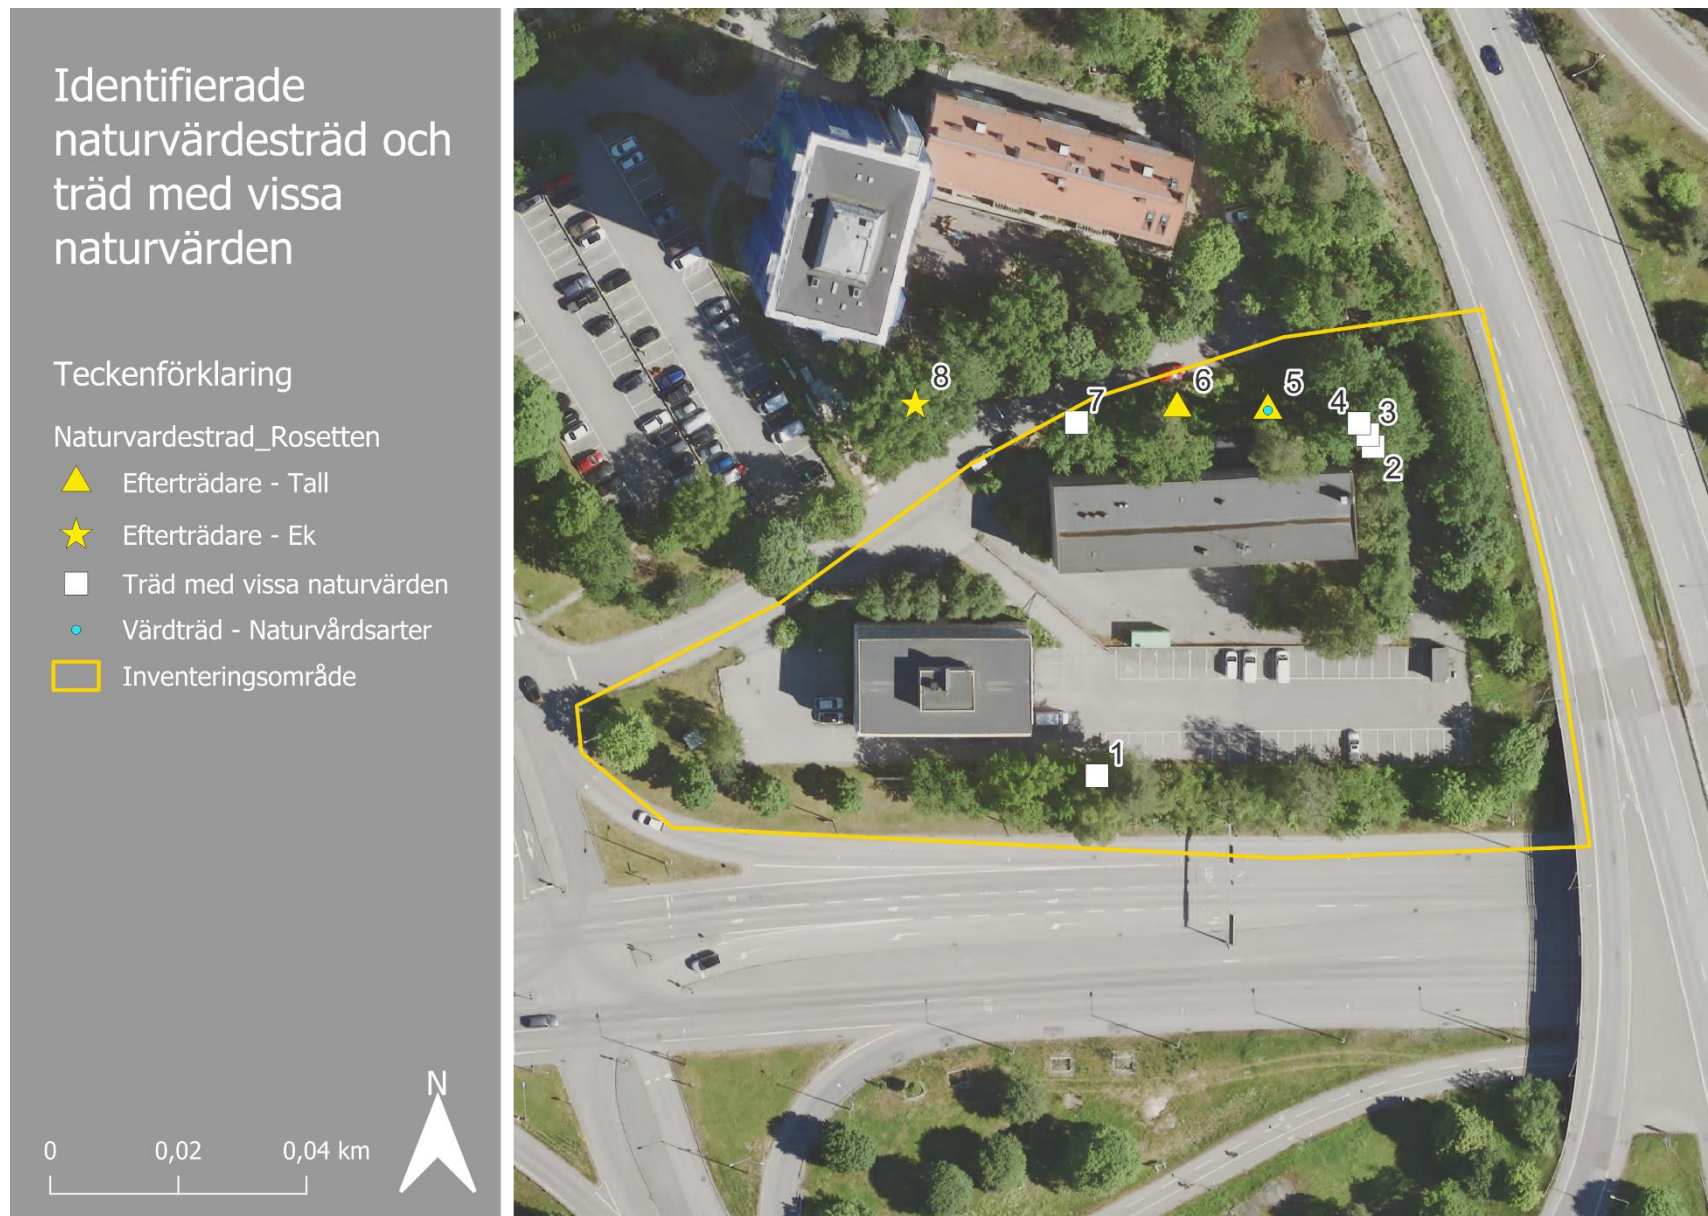 Identifierade
naturvärdesträd och
träd med vissa
naturvärden
Teckenförklaring
Naturvardestrad_Rosetten
Efterträdare - Tall
Efterträdare - Ek
Träd med vissa naturvärden
Värdträd - Naturvårdsarter
Inventeringsområde
N
0 0,02 0,04 km
8
7
6
5
4
3
2
1